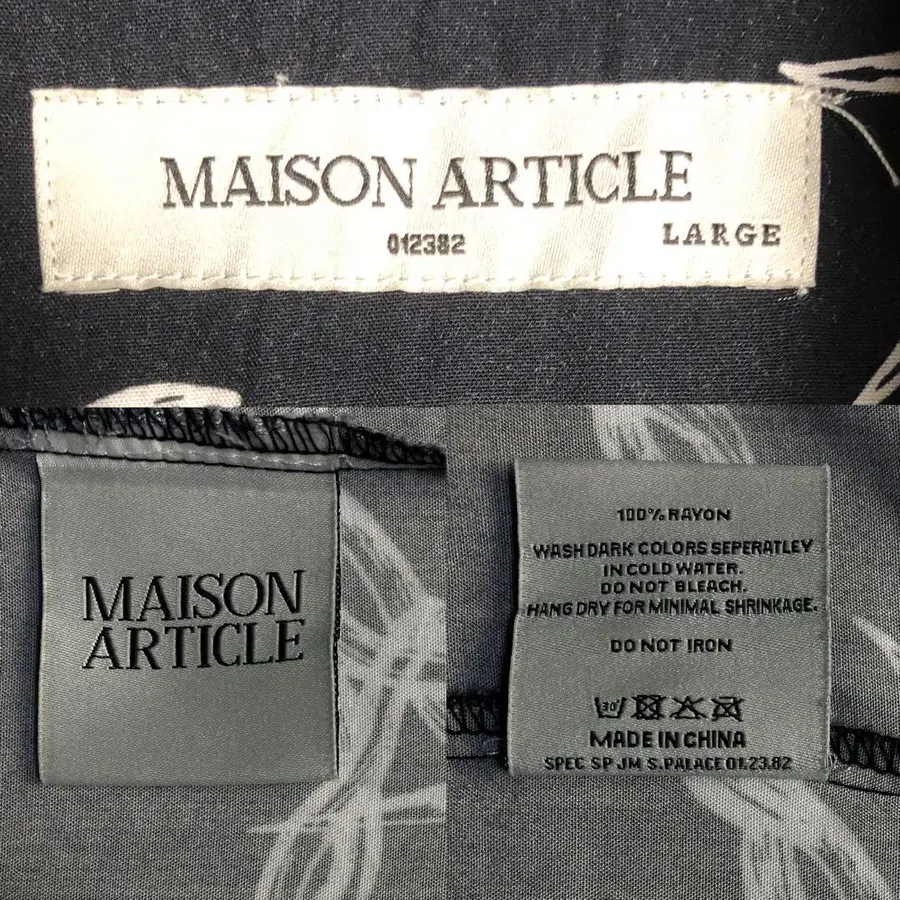 MAISON ARTICLE
012382
LARGE
MAISON
ARTICLE
100% RAYON
WASH DARK COLORS SEPERATLEY
IN COLD WATER.
DO NOT BLEACH.
HANG DRY FOR MINIMAL SHRINKAGE.
DO NOT IRON
30°
MADE IN CHINA
SPEC SP JM S.PALACE 01.23.82